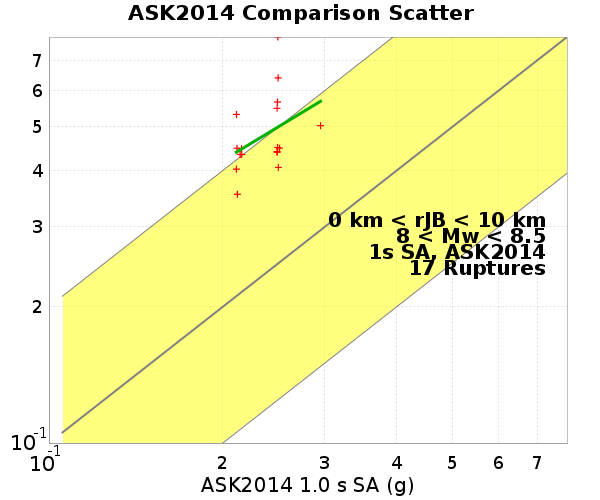 ASK2014 Comparison Scatter
7
6
5
4
3
2
10-1
0 km < rJB < 10 km
8 < Mw < 8.5
1s SA, ASK2014
17 Ruptures
10-1 2 3 4 5 6 7
ASK2014 1.0 s SA (g)